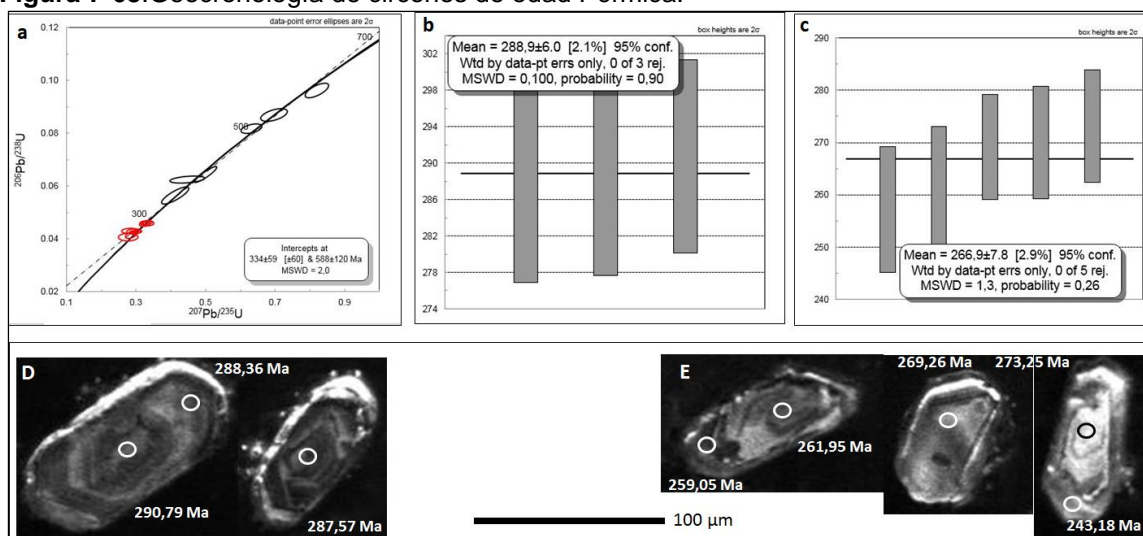 a
data-point error ellipses are 2σ
0.12
0.10
0.08
0.06
0.04
0.02
0.1
0.3
0.5
0.7
0.9
206Pb/238U
207Pb/235U
700
500
300
Intercepts at
334±59 [±60] & 588±120 Ma
MSWD = 2,0
b
box heights are 2σ
Mean = 288,9±6.0 [2.1%] 95% conf.
Wtd by data-pt errs only, 0 of 3 rej.
MSWD = 0,100, probability = 0,90
302
298
294
290
286
282
278
274
c
box heights are 2σ
290
280
270
260
250
240
Mean = 266,9±7.8 [2.9%] 95% conf.
Wtd by data-pt errs only, 0 of 5 rej.
MSWD = 1,3, probability = 0,26
D
288,36 Ma
290,79 Ma
287,57 Ma
100 µm
E
259,05 Ma
261,95 Ma
269,26 Ma
273,25 Ma
243,18 Ma